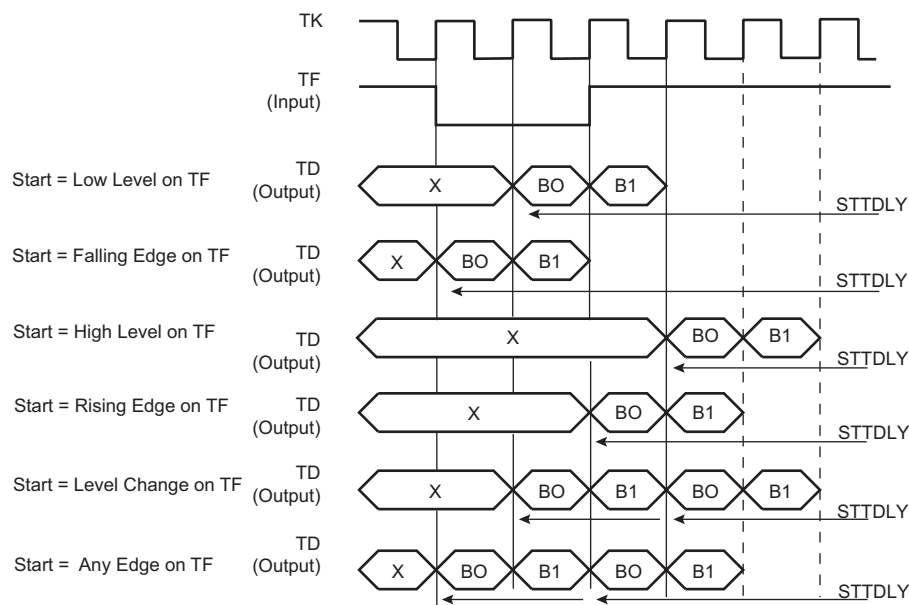 TK
TF
(Input)
Start = Low Level on TF
TD
(Output)
X
BO
B1
STTDLY
Start = Falling Edge on TF
TD
(Output)
X
BO
B1
STTDLY
Start = High Level on TF
TD
(Output)
X
BO
B1
STTDLY
Start = Rising Edge on TF
TD
(Output)
X
BO
B1
STTDLY
Start = Level Change on TF
TD
(Output)
X
BO
B1
BO
B1
STTDLY
Start = Any Edge on TF
TD
(Output)
X
BO
B1
BO
B1
STTDLY